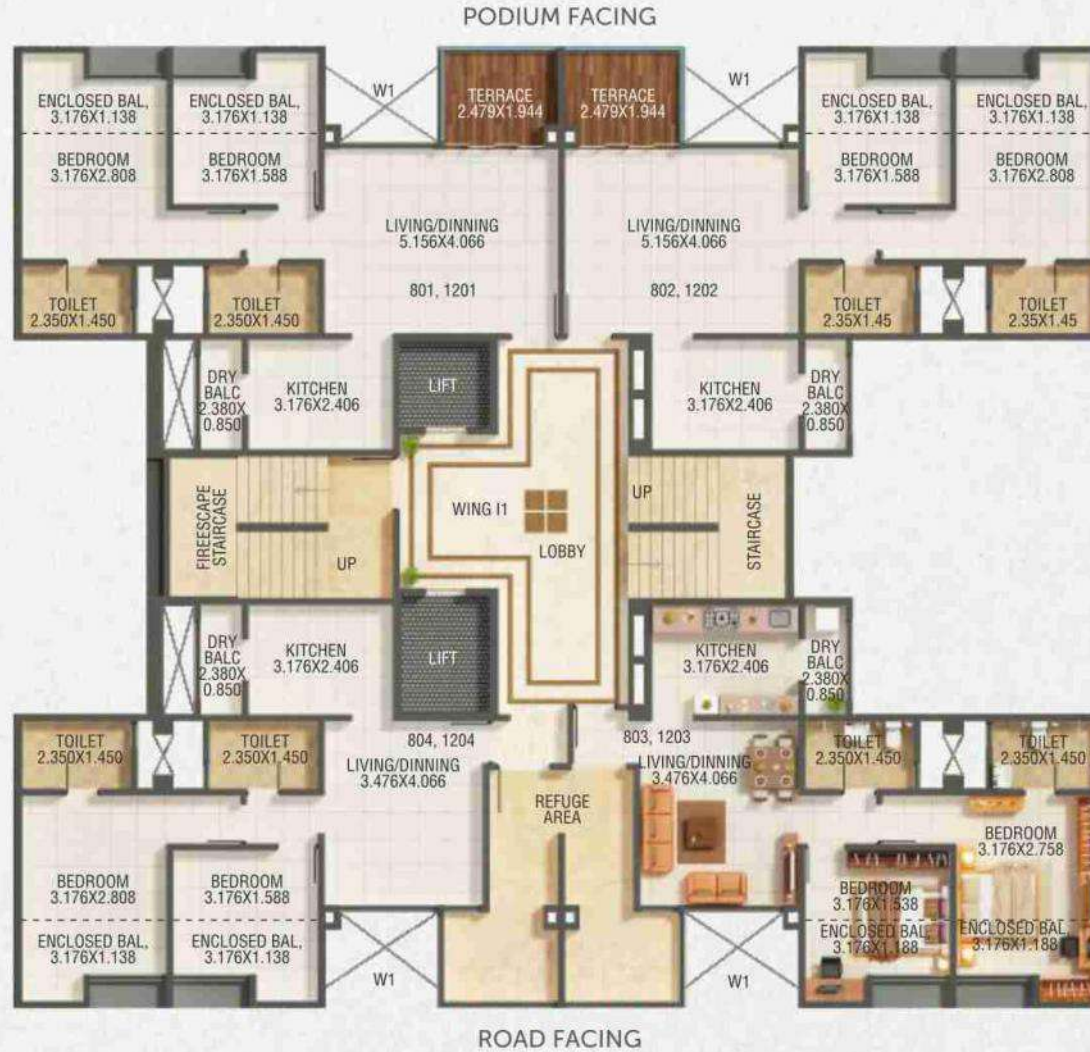 PODIUM FACING
ENCLOSED BAL,
3.176X1.138
ENCLOSED BAL,
3.176X1.138
W1
TERRACE
2.479X1.944
TERRACE
2.479X1.944
W1
ENCLOSED BAL,
3.176X1.138
ENCLOSED BAL,
3.176X1.138
BEDROOM
3.176X2.808
BEDROOM
3.176X1.588
BEDROOM
3.176X1.588
BEDROOM
3.176X2.808
LIVING/DINNING
5.156X4.066
LIVING/DINNING
5.156X4.066
801, 1201
802, 1202
TOILET
2.350X1.450
TOILET
2.350X1.450
TOILET
2.35X1.45
TOILET
2.35X1.45
DRY
BALC
2.380X
0.850
KITCHEN
3.176X2.406
LIFT
KITCHEN
3.176X2.406
DRY
BALC
2.380X
0.850
FIREESCAPE
STAIRCASE
UP
WING I1
LOBBY
UP
STAIRCASE
DRY
BALC
2.380X
0.850
KITCHEN
3.176X2.406
LIFT
KITCHEN
3.176X2.406
DRY
BALC
2.380X
0.850
TOILET
2.350X1.450
TOILET
2.350X1.450
804, 1204
LIVING/DINNING
3.476X4.066
803, 1203
LIVING/DINNING
3.476X4.066
TOILET
2.350X1.450
TOILET
2.350X1.450
REFUGE
AREA
BEDROOM
3.176X2.808
BEDROOM
3.176X1.588
BEDROOM
3.176X1.538
BEDROOM
3.176X2.758
ENCLOSED BAL,
3.176X1.138
ENCLOSED BAL,
3.176X1.138
W1
W1
ENCLOSED BAL,
3.176X1.188
ENCLOSED BAL,
3.176X1.188
ROAD FACING